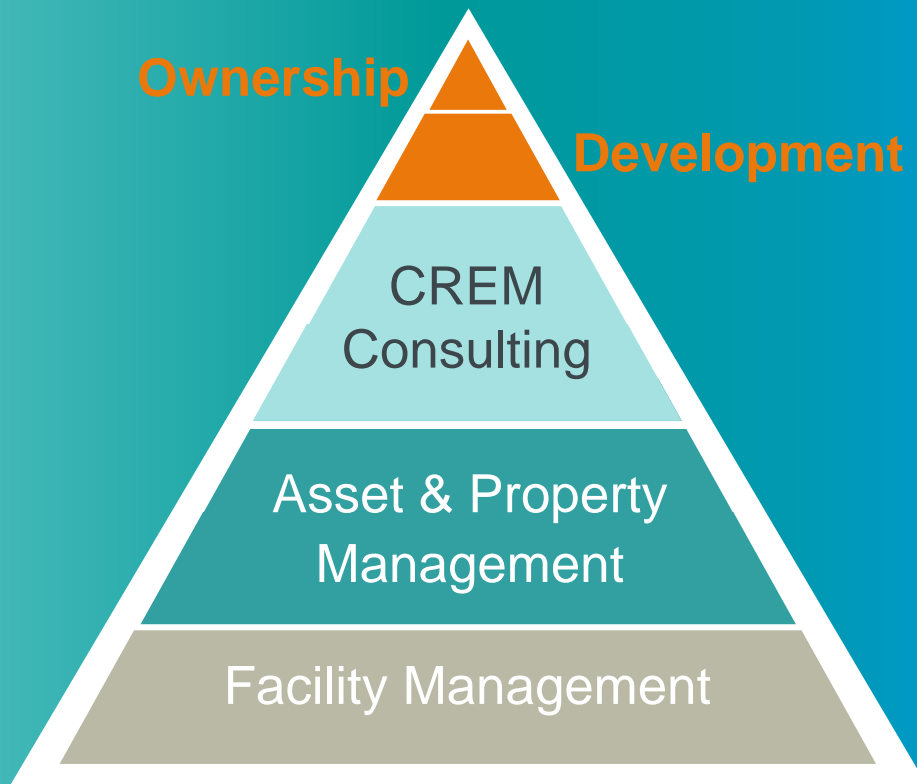 Ownership
Development
CREM
Consulting
Asset & Property
Management
Facility Management